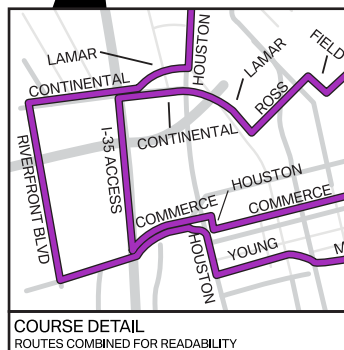 HOUSTON
FIELD
LAMAR
LAMAR
CONTINENTAL
ROSS
CONTINENTAL
I-35 ACCESS
RIVERFRONT BLVD
HOUSTON
COMMERCE
COMMERCE
HOUSTON
YOUNG
M
COURSE DETAIL
ROUTES COMBINED FOR READABILITY